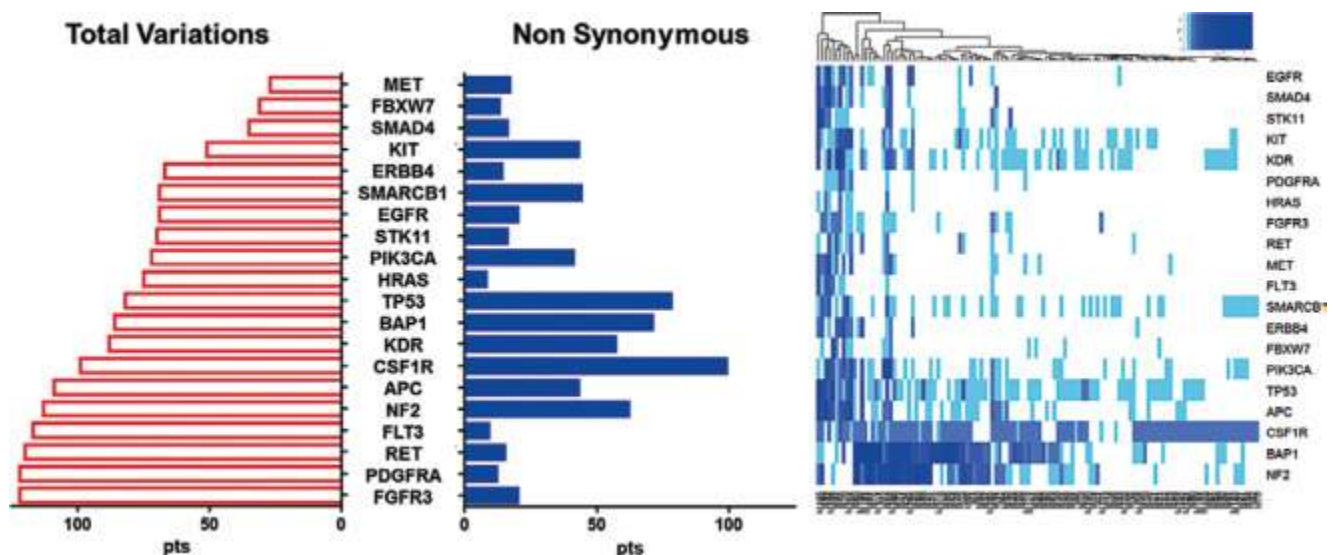 Total Variations
Non Synonymous
MET
FBXW7
SMAD4
KIT
ERBB4
SMARCB1
EGFR
STK11
PIK3CA
HRAS
TP53
BAP1
KDR
CSF1R
APC
NF2
FLT3
RET
PDGFRA
FGFR3
100 50 0
pts
0 50 100
pts
EGFR
SMAD4
STK11
KIT
KDR
PDGFRA
HRAS
FGFR3
RET
MET
FLT3
SMARCB
ERBB4
FBXW7
PIK3CA
TP53
APC
CSF1R
BAP1
NF2